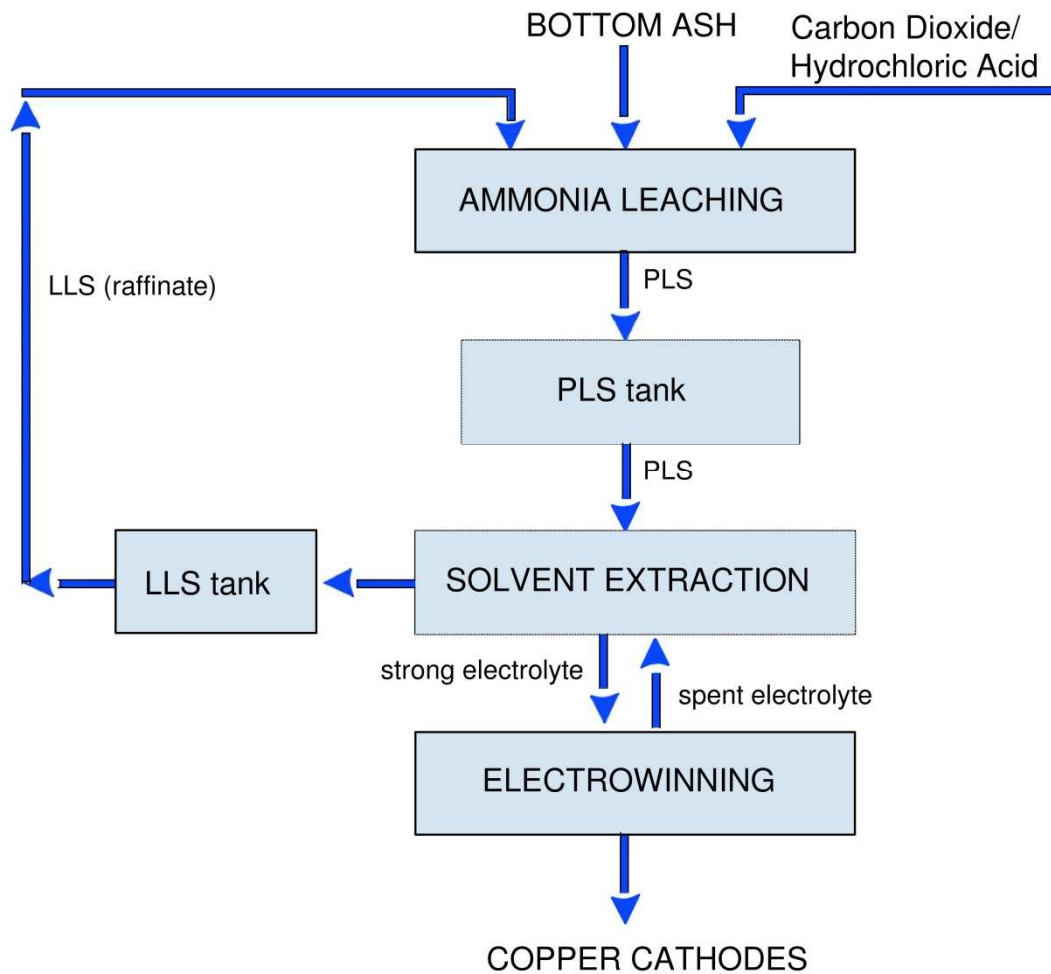 BOTTOM ASH
Carbon Dioxide/
Hydrochloric Acid
AMMONIA LEACHING
PLS
LLS (raffinate)
PLS tank
PLS
LLS tank
SOLVENT EXTRACTION
strong electrolyte
spent electrolyte
ELECTROWINNING
COPPER CATHODES